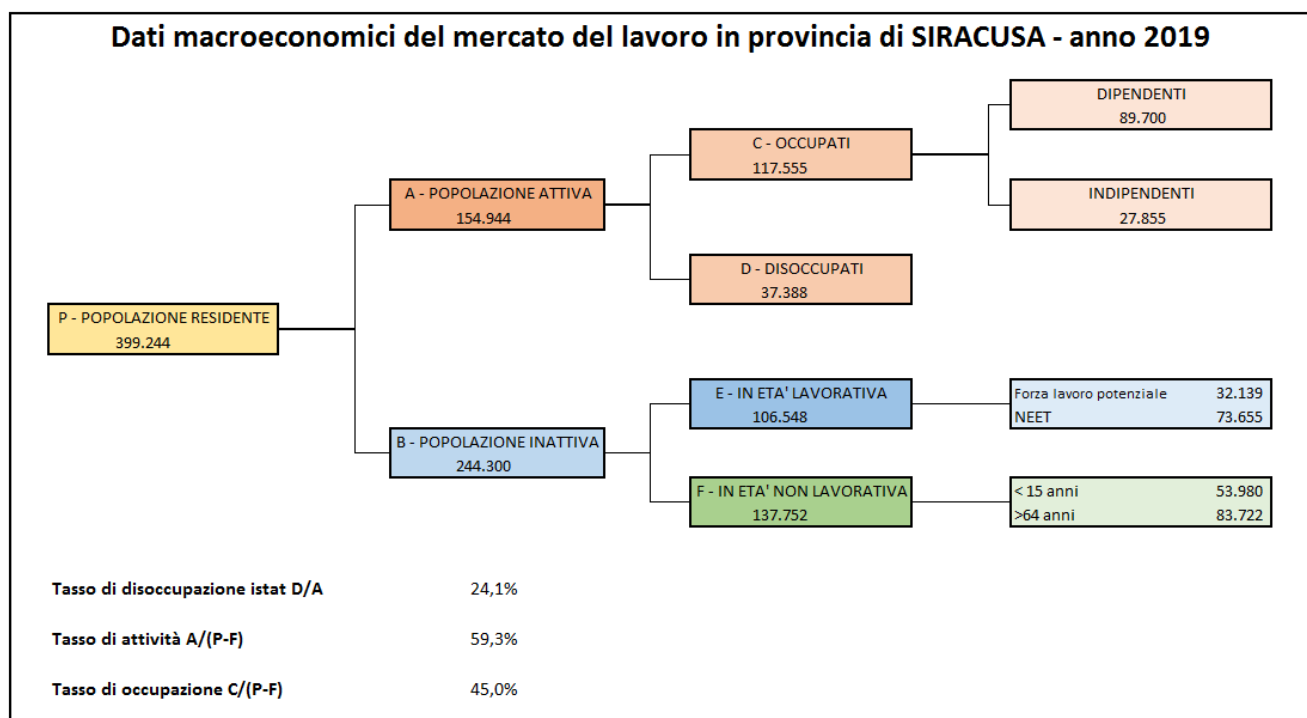 Dati macroeconomici del mercato del lavoro in provincia di SIRACUSA - anno 2019
DIPENDENTI
89.700
C - OCCUPATI
117.555
A - POPOLAZIONE ATTIVA
154.944
INDIPENDENTI
27.855
D - DISOCCUPATI
37.388
P - POPOLAZIONE RESIDENTE
399.244
E - IN ETA' LAVORATIVA
106.548
Forza lavoro potenziale 32.139
NEET 73.655
B - POPOLAZIONE INATTIVA
244.300
F - IN ETA' NON LAVORATIVA
137.752
< 15 anni 53.980
>64 anni 83.722
Tasso di disoccupazione istat D/A 24,1%
Tasso di attività A/(P-F) 59,3%
Tasso di occupazione C/(P-F) 45,0%